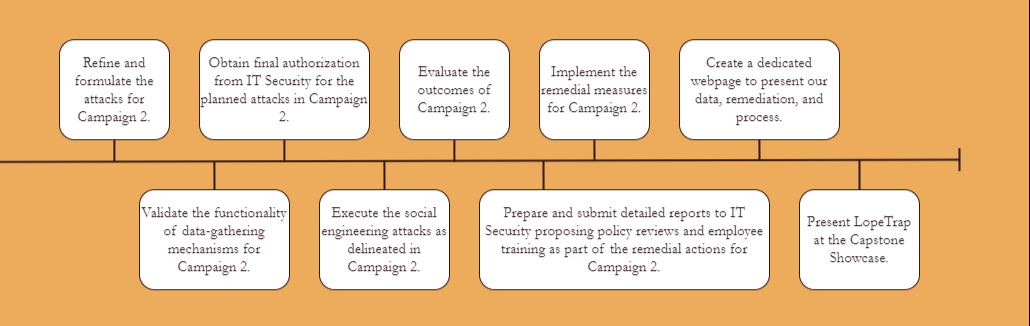 Refine and
formulate the
attacks for
Campaign 2.
Obtain final authorization
from IT Security for the
planned attacks in Campaign
2.
Evaluate the
outcomes of
Campaign 2.
Implement the
remedial measures
for Campaign 2.
Create a dedicated
webpage to present our
data, remediation, and
process.
Validate the functionality
of data-gathering
mechanisms for
Campaign 2.
Execute the social
engineering attacks as
delineated in
Campaign 2.
Prepare and submit detailed reports to IT
Security proposing policy reviews and employee
training as part of the remedial actions for
Campaign 2.
Present LopeTrap
at the Capstone
Showcase.